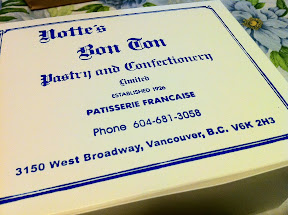 Notte's
Bon Ton
Pastry and Confectionery
Limited
ESTABLISHED 1926
PATISSERIE FRANCAISE
Phone 604-681-3058
3150 West Broadway, Vancouver, B.C. V6K 2H3